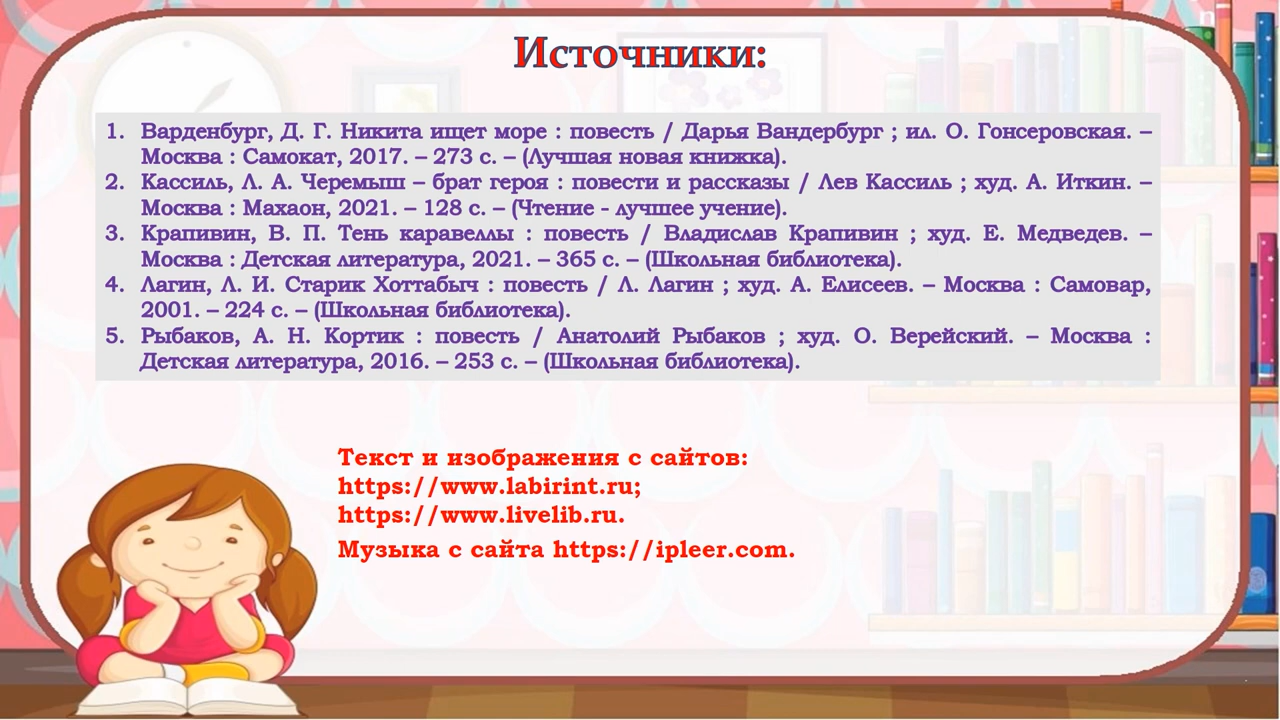 Источники:
1. Варденбург, Д. Г. Никита ищет море : повесть / Дарья Вандербург ; ил. О. Гонсеровская. –
Москва : Самокат, 2017. – 273 с. – (Лучшая новая книжка).
2. Кассиль, Л. А. Черемыш – брат героя : повести и рассказы / Лев Кассиль ; худ. А. Иткин. –
Москва : Махаон, 2021. – 128 с. – (Чтение - лучшее учение).
3. Крапивин, В. П. Тень каравеллы : повесть / Владислав Крапивин ; худ. Е. Медведев. –
Москва : Детская литература, 2021. – 365 с. – (Школьная библиотека).
4. Лагин, Л. И. Старик Хоттабыч : повесть / Л. Лагин ; худ. А. Елисеев. – Москва : Самовар,
2001. – 224 с. – (Школьная библиотека).
5. Рыбаков, А. Н. Кортик : повесть / Анатолий Рыбаков ; худ. О. Верейский. – Москва :
Детская литература, 2016. – 253 с. – (Школьная библиотека).
Текст и изображения с сайтов:
https://www.labirint.ru;
https://www.livelib.ru.
Музыка с сайта https://ipleer.com.